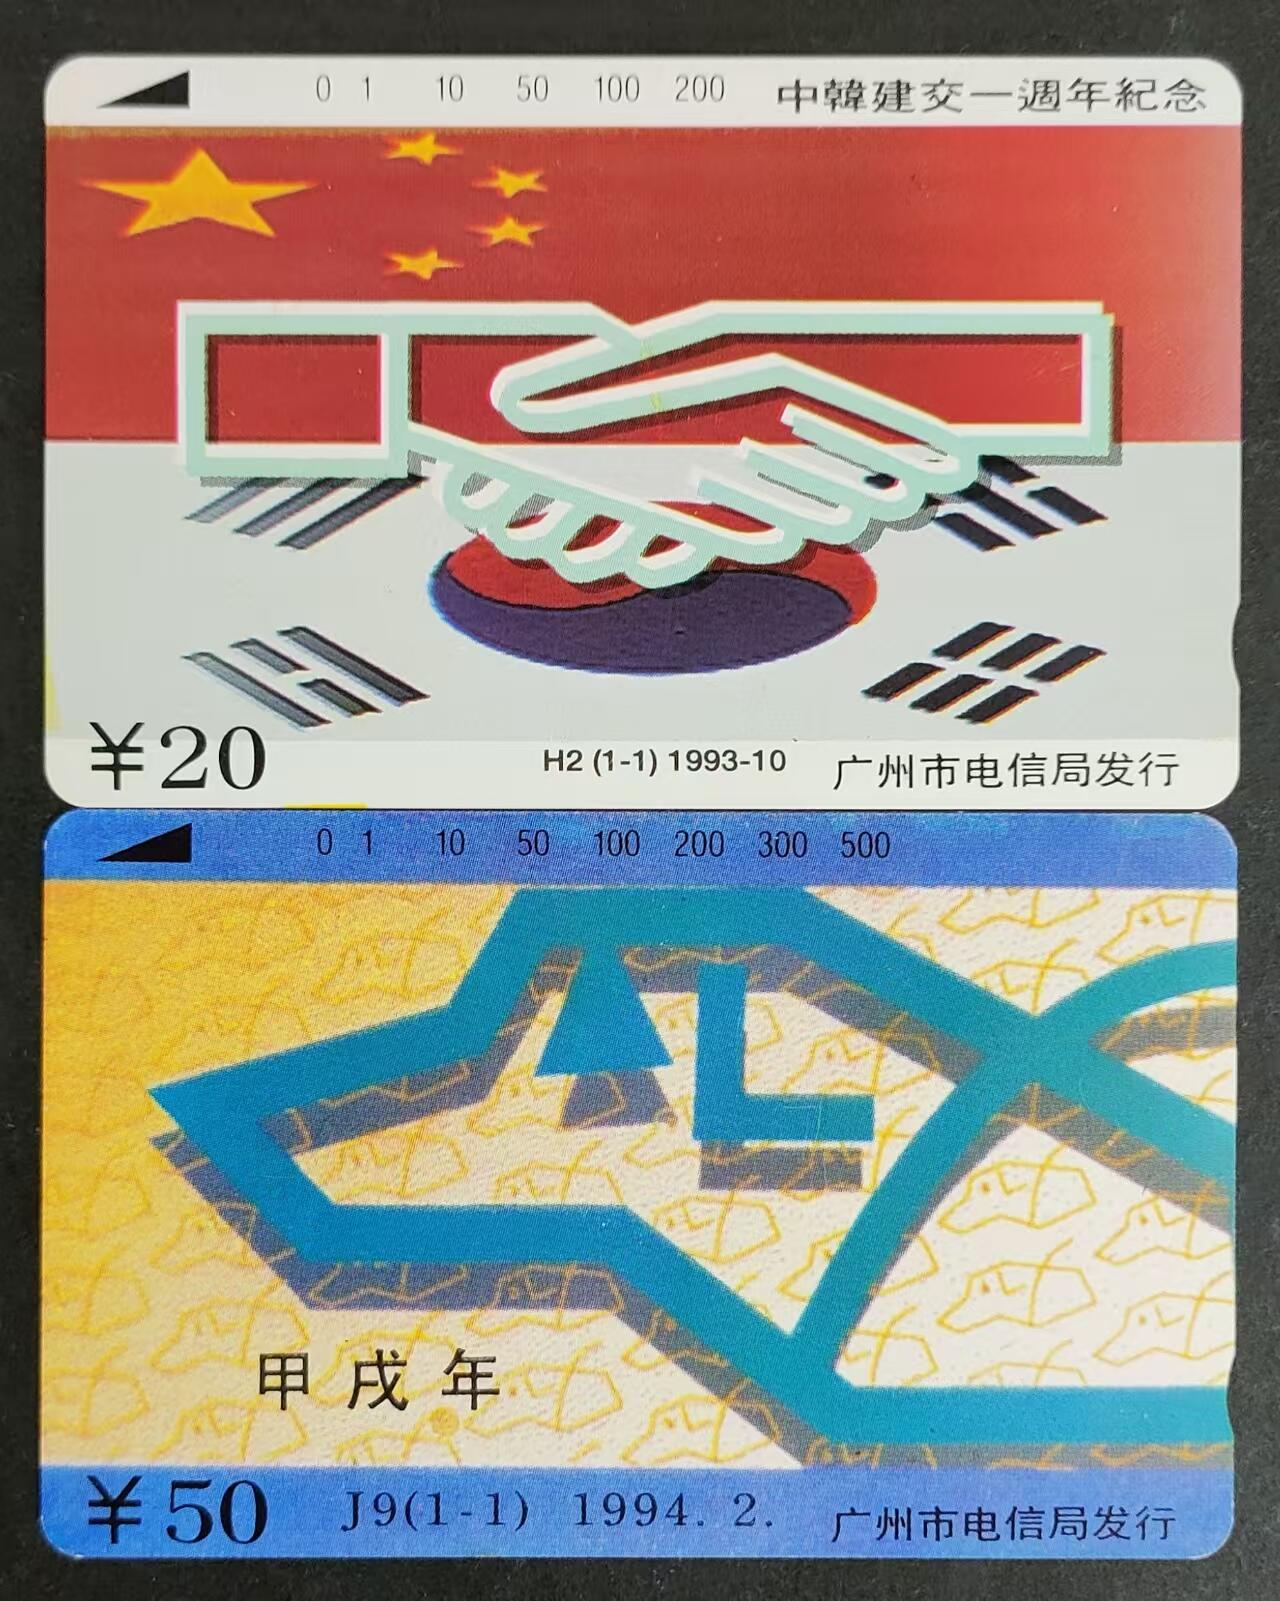 0 1 10 50 100 200 中韓建交一週年紀念
¥20 H2 (1-1) 1993-10 广州市电信局发行
0 1 10 50 100 200 300 500
甲戌年
¥50 J9(1-1) 1994. 2. 广州市电信局发行